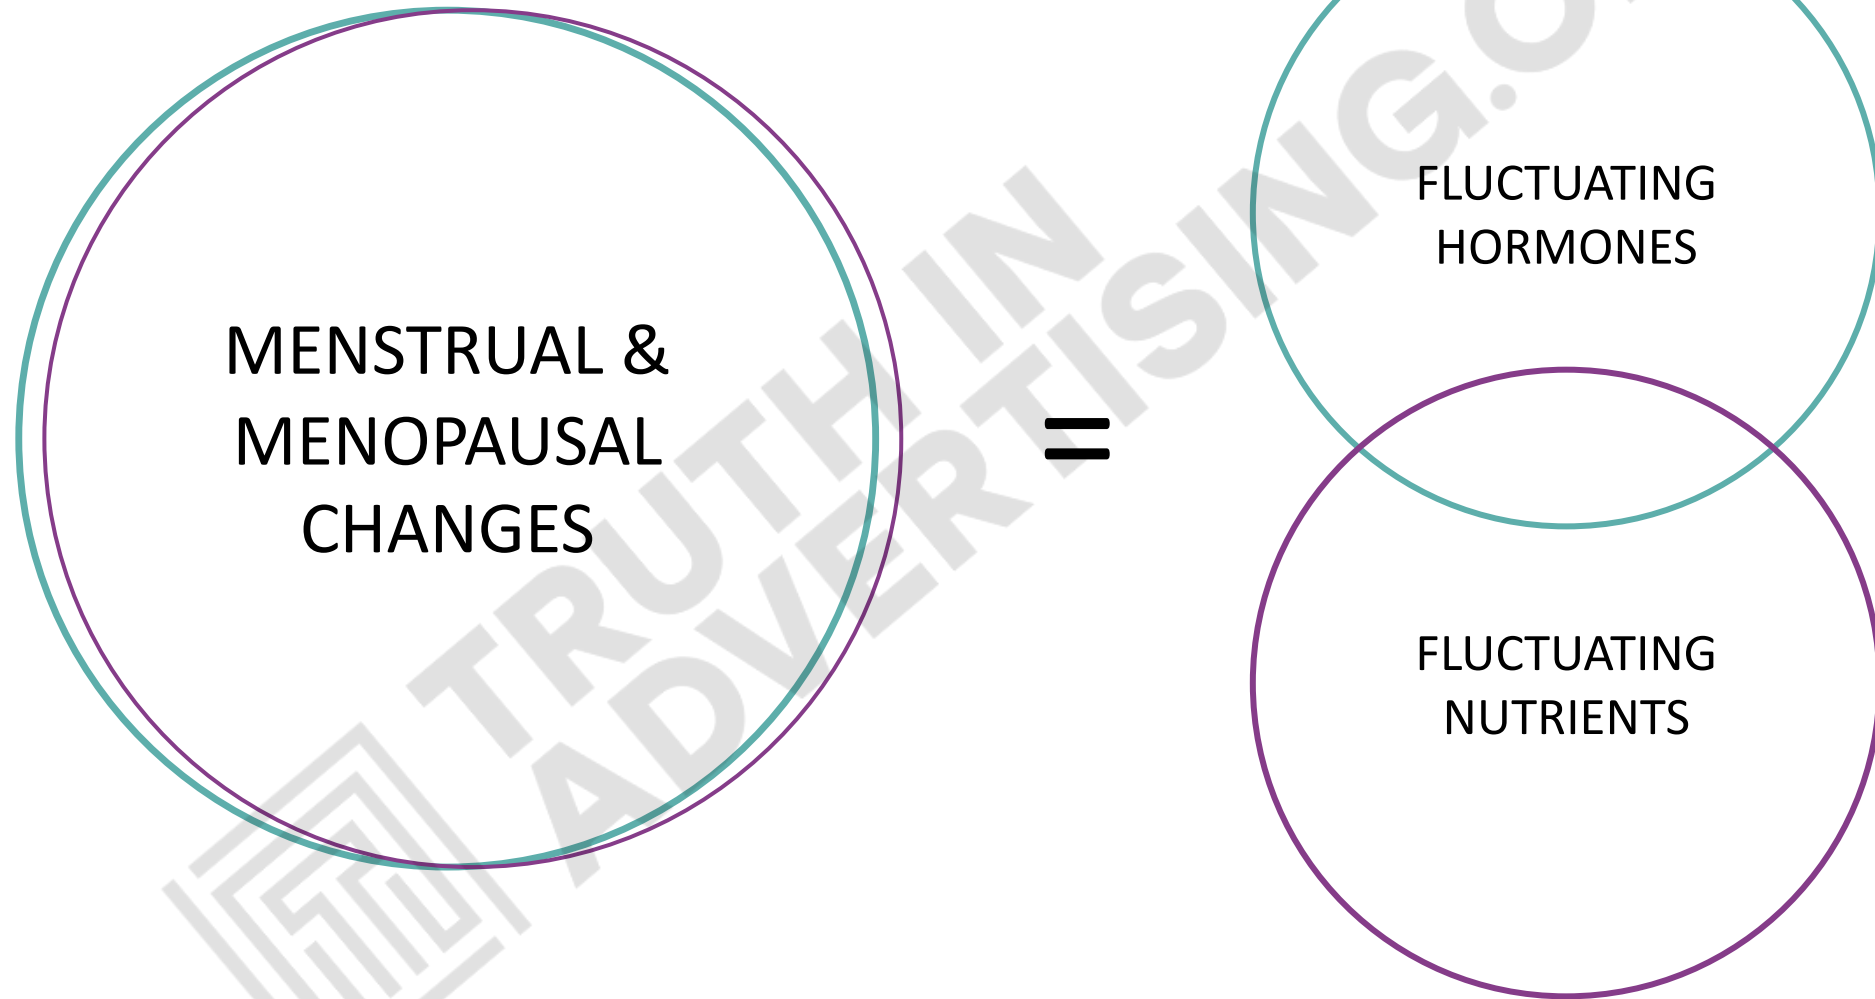 MENSTRUAL &
MENOPAUSAL
CHANGES
=
FLUCTUATING
HORMONES
FLUCTUATING
NUTRIENTS
TRUTH IN
ADVERTISING.O